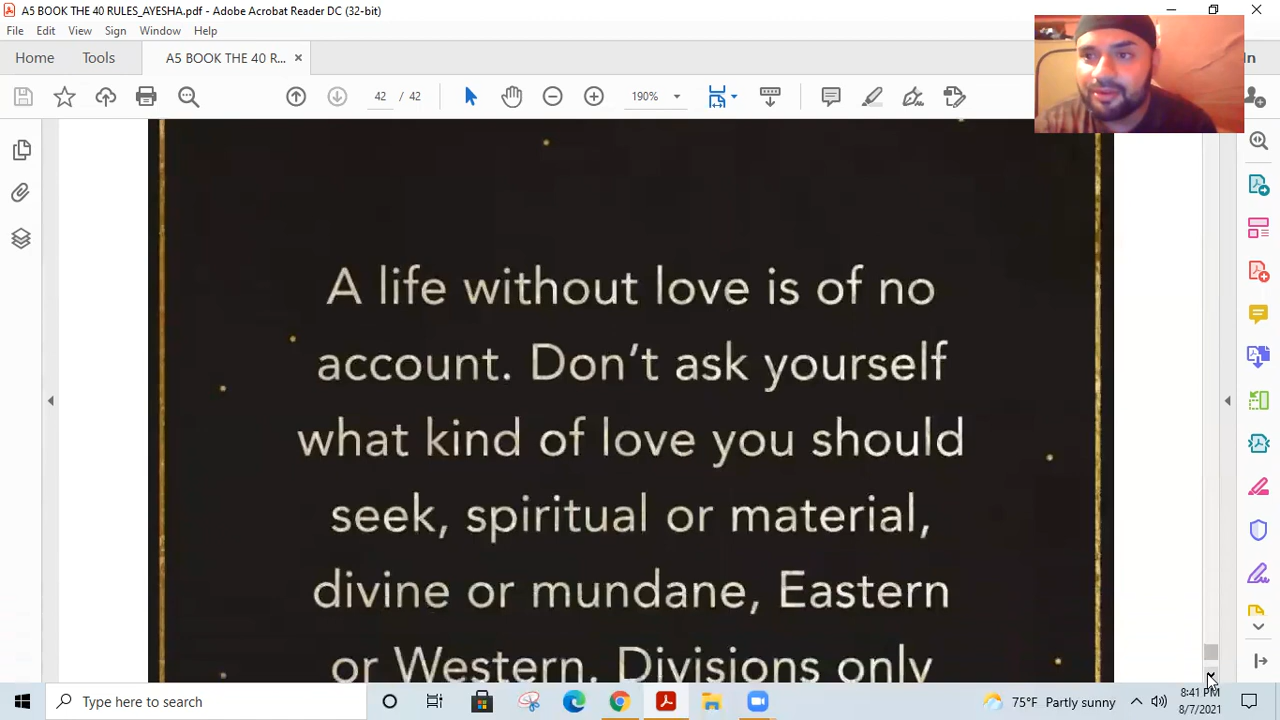 A5 BOOK THE 40 RULES_AYESHA.pdf - Adobe Acrobat Reader DC (32-bit)
File Edit View Sign Window Help
Home Tools A5 BOOK THE 40 R... In
42 / 42 190%
A life without love is of no
account. Don't ask yourself
what kind of love you should
seek, spiritual or material,
divine or mundane, Eastern
or Western. Divisions only
Type here to search
75°F Partly sunny
8:41 PM
8/7/2021